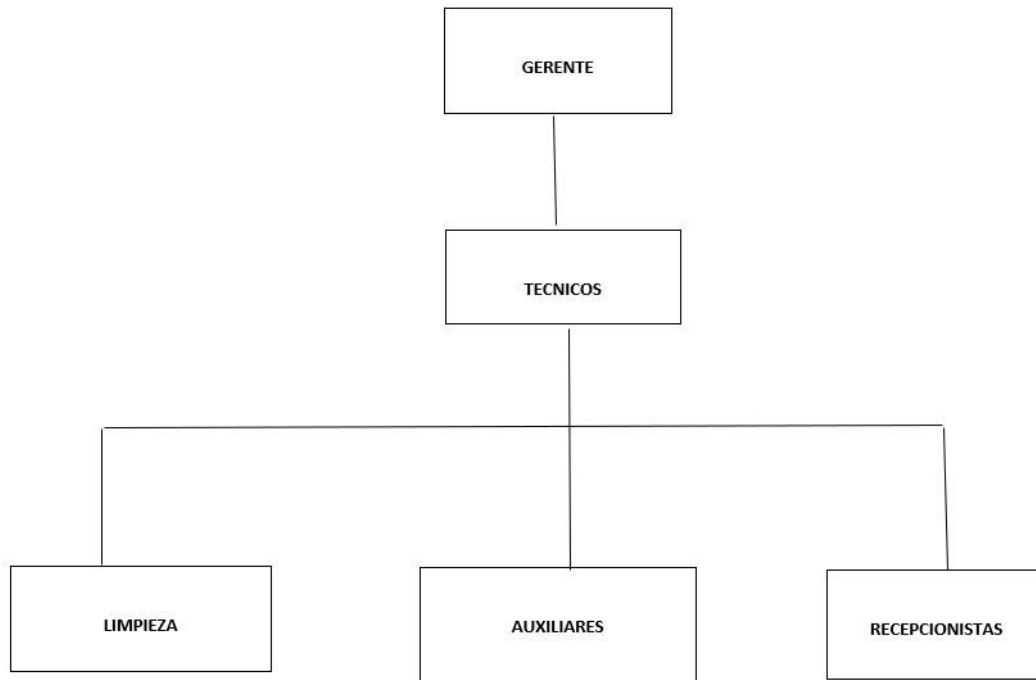 GERENTE
TECNICOS
LIMPIEZA
AUXILIARES
RECEPCIONISTAS